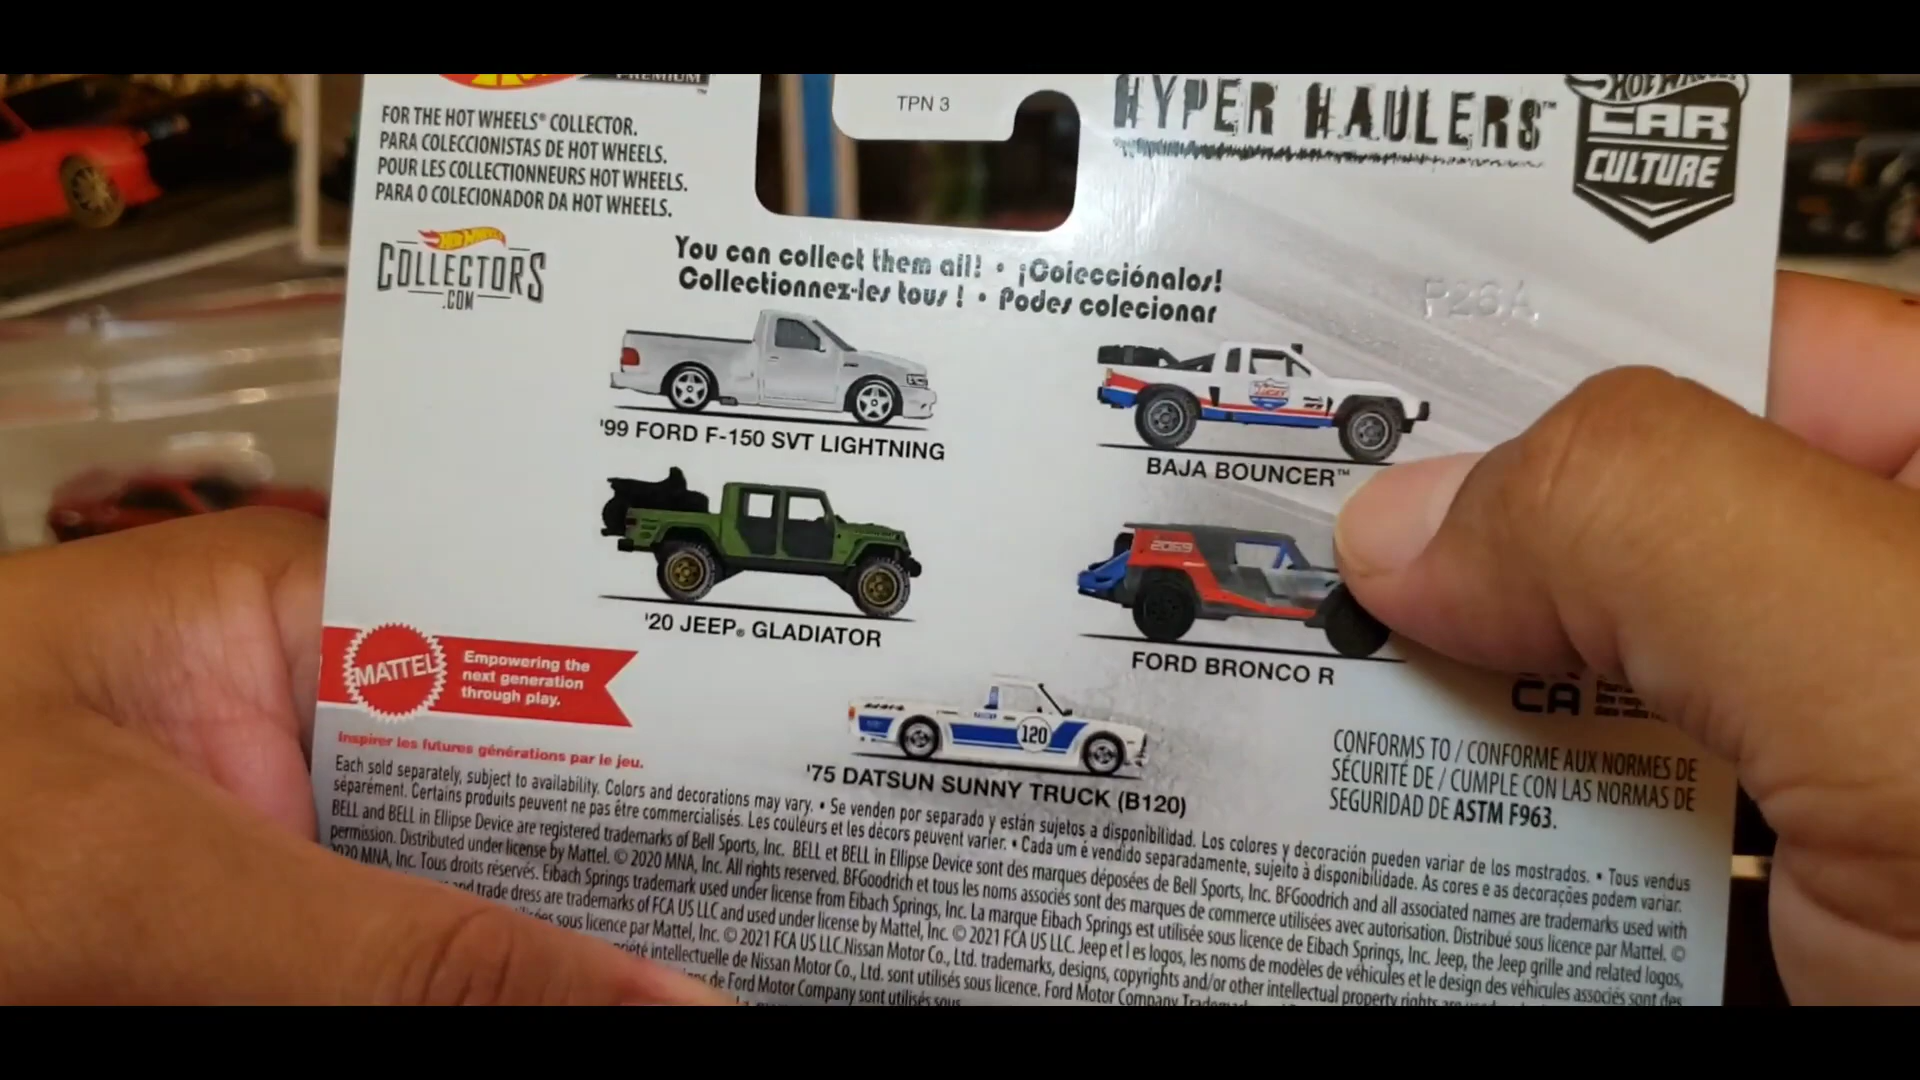 PREMIUM
TPN 3
HYPER HAULERS™
HOT WHEELS
CAR
CULTURE
FOR THE HOT WHEELS® COLLECTOR.
PARA COLECCIONISTAS DE HOT WHEELS.
POUR LES COLLECTIONNEURS HOT WHEELS.
PARA O COLECIONADOR DA HOT WHEELS.
HOT WHEELS
COLLECTORS
.COM
You can collect them all! • ¡Colecciónalos!
Collectionnez-les tous ! • Podes colecionar
P26A
'99 FORD F-150 SVT LIGHTNING
BAJA BOUNCER™
'20 JEEP® GLADIATOR
2069
FORD BRONCO R
120
'75 DATSUN SUNNY TRUCK (B120)
MATTEL
Empowering the
next generation
through play.
Inspirer les futures générations par le jeu.
CA
CONFORMS TO / CONFORME AUX NORMES DE
SÉCURITÉ DE / CUMPLE CON LAS NORMAS DE
SEGURIDAD DE ASTM F963.
Each sold separately, subject to availability. Colors and decorations may vary. • Se venden por separado y están sujetos a disponibilidad. Los colores y decoración pueden variar de los mostrados. • Tous vendus
séparément. Certains produits peuvent ne pas être commercialisés. Les couleurs et les décors peuvent varier. • Cada um é vendido separadamente, sujeito à disponibilidade. As cores e as decorações podem variar.
BELL and BELL in Ellipse Device are registered trademarks of Bell Sports, Inc. BELL et BELL in Ellipse Device sont des marques déposées de Bell Sports, Inc. BFGoodrich and all associated names are trademarks used with
permission. Distributed under license by Mattel. © 2020 MNA, Inc. All rights reserved. BFGoodrich et tous les noms associés sont des marques de commerce utilisées avec autorisation. Distribué sous licence par Mattel. ©
2020 MNA, Inc. Tous droits réservés. Eibach Springs trademark used under license from Eibach Springs, Inc. La marque Eibach Springs est utilisée sous licence de Eibach Springs, Inc. Jeep, the Jeep grille and related logos,
and trade dress are trademarks of FCA US LLC and used under license by Mattel, Inc. © 2021 FCA US LLC. Jeep et les logos, les noms de modèles de véhicules et le design des véhicules associés sont des
sous licence par Mattel, Inc. © 2021 FCA US LLC. Nissan Motor Co., Ltd. trademarks, designs, copyrights and/or other intellectual property rights are
intellectuelle de Nissan Motor Co., Ltd. sont utilisés sous licence. Ford Motor Company
de Ford Motor Company sont utilisés sous